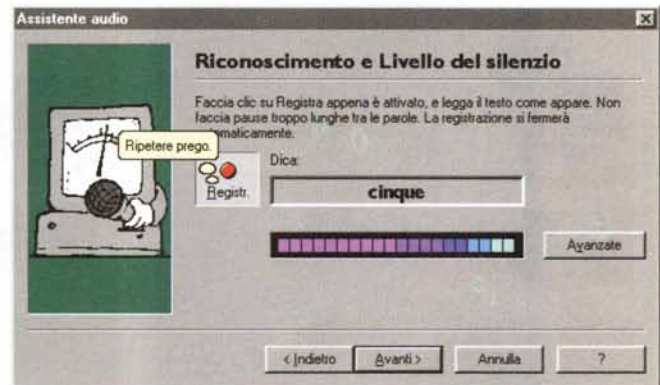 Assistente audio
Riconoscimento e Livello del silenzio
Faccia clic su Registra appena è attivato, e legga il testo come appare. Non
faccia pause troppo lunghe tra le parole. La registrazione si fermerà
automaticamente.
Ripetere prego.
Dica:
Registr.
cinque
Avanzate
< Indietro
Avanti >
Annulla
?